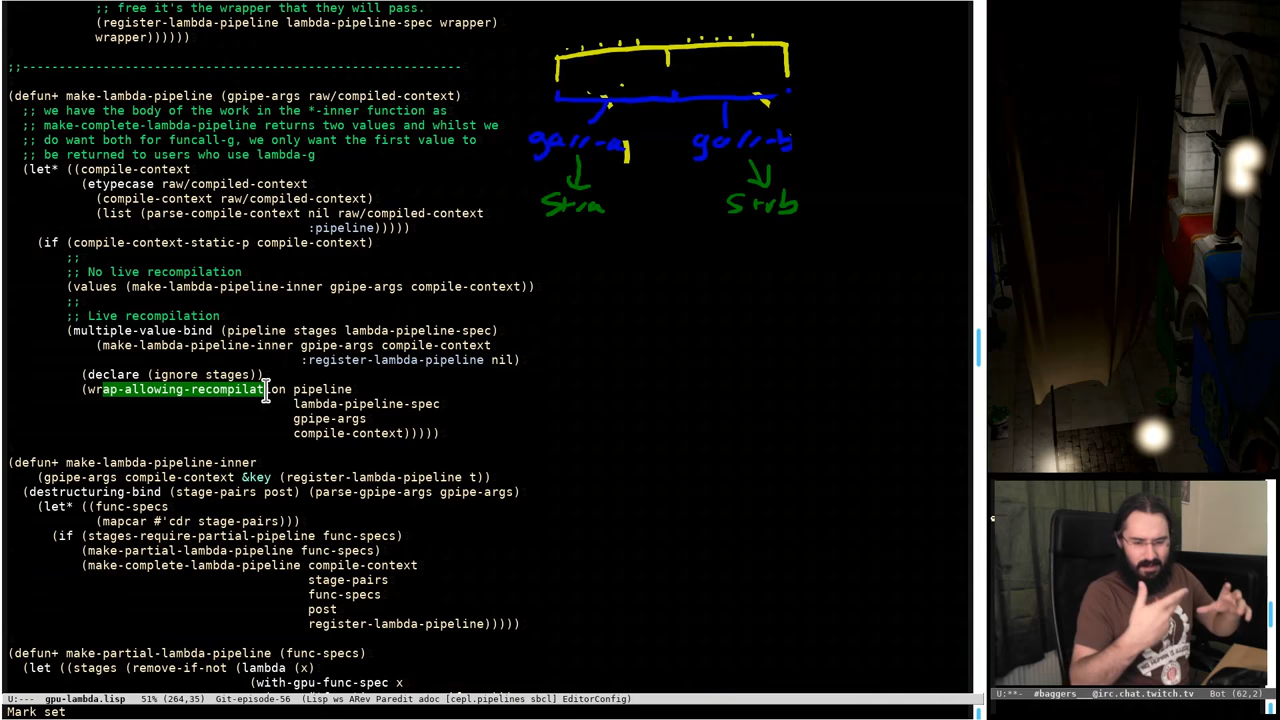 ;; free it's the wrapper that they will pass.
(register-lambda-pipeline lambda-pipeline-spec wrapper)
wrapper))))))
;;------------------------------------------------------------
(defun+ make-lambda-pipeline (gpipe-args raw/compiled-context)
;; we have the body of the work in the *-inner function as
;; make-complete-lambda-pipeline returns two values and whilst we
;; do want both for funcall-g, we only want the first value to
;; be returned to users who use lambda-g
(let* ((compile-context
(etypecase raw/compiled-context
(compile-context raw/compiled-context)
(list (parse-compile-context nil raw/compiled-context
:pipeline)))))
(if (compile-context-static-p compile-context)
;;
;; No live recompilation
(values (make-lambda-pipeline-inner gpipe-args compile-context))
;;
;; Live recompilation
(multiple-value-bind (pipeline stages lambda-pipeline-spec)
(make-lambda-pipeline-inner gpipe-args compile-context
:register-lambda-pipeline nil)
(declare (ignore stages))
(wrap-allowing-recompilation pipeline
lambda-pipeline-spec
gpipe-args
compile-context)))))
(defun+ make-lambda-pipeline-inner
(gpipe-args compile-context &key (register-lambda-pipeline t))
(destructuring-bind (stage-pairs post) (parse-gpipe-args gpipe-args)
(let* ((func-specs
(mapcar #'cdr stage-pairs)))
(if (stages-require-partial-pipeline func-specs)
(make-partial-lambda-pipeline func-specs)
(make-complete-lambda-pipeline compile-context
stage-pairs
func-specs
post
register-lambda-pipeline)))))
(defun+ make-partial-lambda-pipeline (func-specs)
(let ((stages (remove-if-not (lambda (x)
(with-gpu-func-spec x
garr-a garr-b
stra strb
U:--- gpu-lambda.lisp 51% (264,35) Git-episode-56 (Lisp ws ARev Paredit adoc [cepl.pipelines sbcl] EditorConfig)
Mark set
U:**- #baggers__@irc.chat.twitch.tv Bot (62,2)